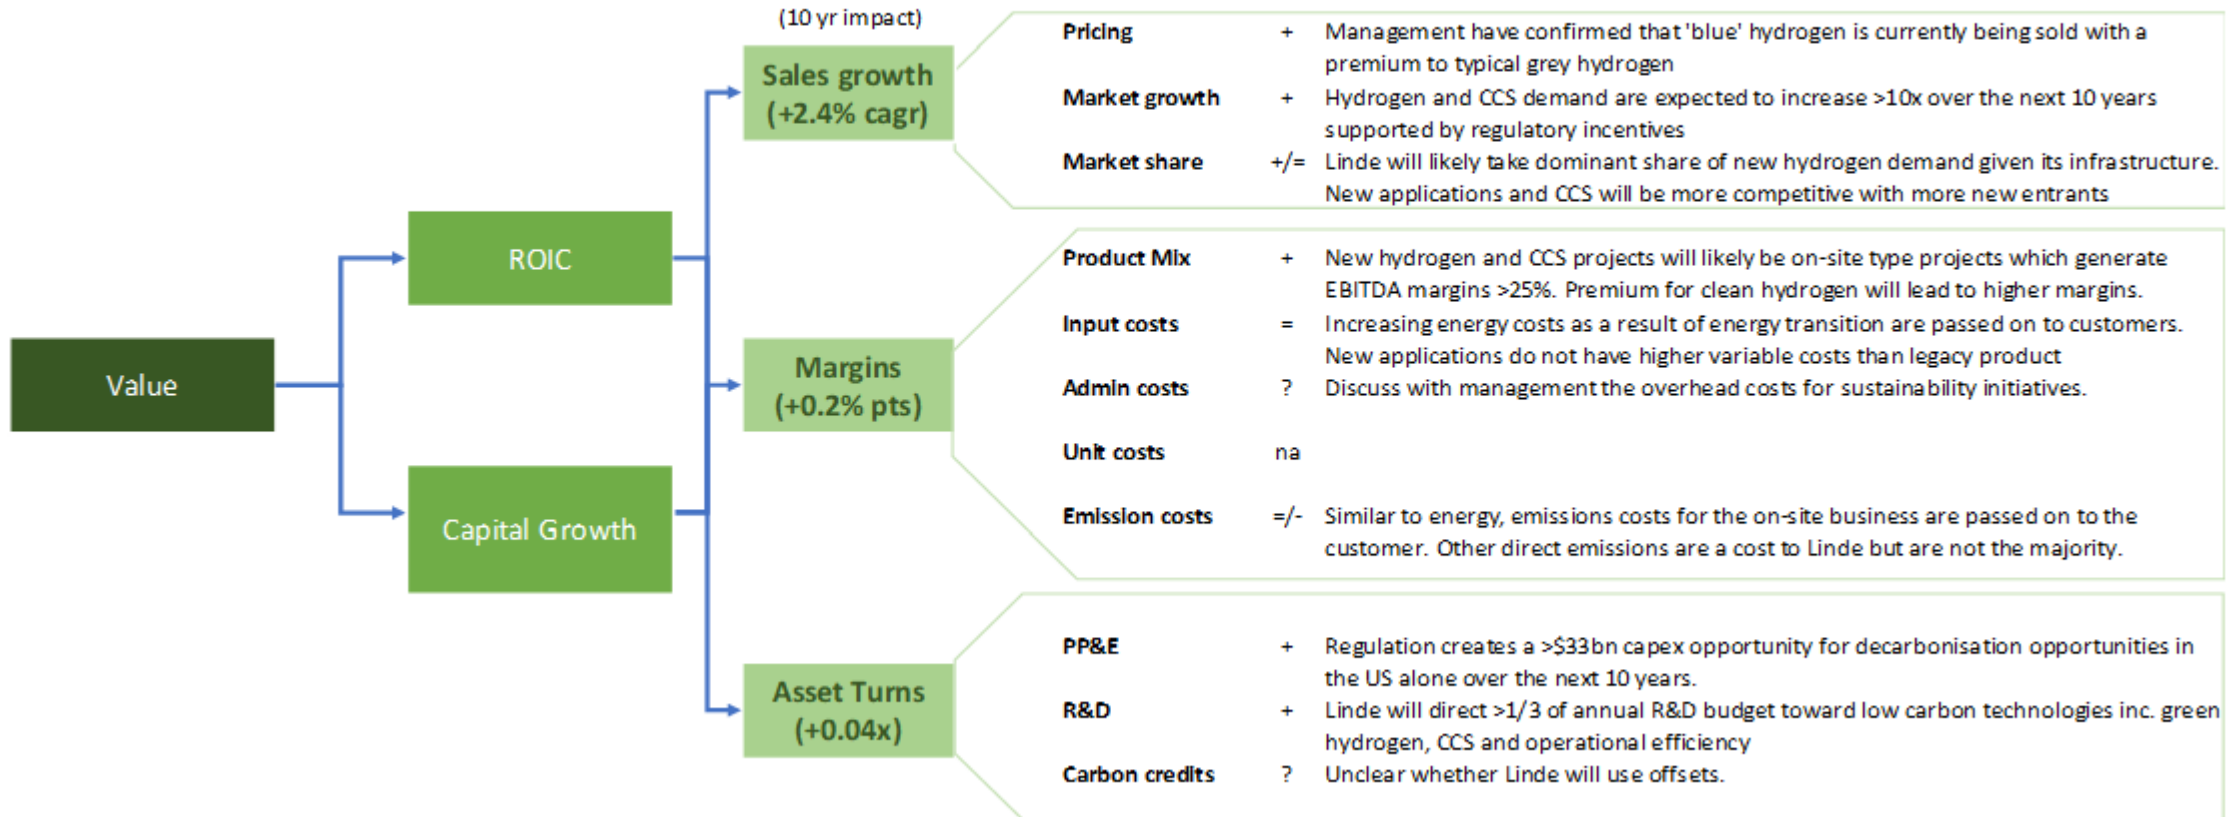 (10 yr impact)
Value
ROIC
Capital Growth
Sales growth
(+2.4% cagr)
Pricing + Management have confirmed that 'blue' hydrogen is currently being sold with a
premium to typical grey hydrogen
Market growth + Hydrogen and CCS demand are expected to increase >10x over the next 10 years
supported by regulatory incentives
Market share +/= Linde will likely take dominant share of new hydrogen demand given its infrastructure.
New applications and CCS will be more competitive with more new entrants
Margins
(+0.2% pts)
Product Mix + New hydrogen and CCS projects will likely be on-site type projects which generate
EBITDA margins >25%. Premium for clean hydrogen will lead to higher margins.
Input costs = Increasing energy costs as a result of energy transition are passed on to customers.
New applications do not have higher variable costs than legacy product
Admin costs ? Discuss with management the overhead costs for sustainability initiatives.
Unit costs na
Emission costs =/- Similar to energy, emissions costs for the on-site business are passed on to the
customer. Other direct emissions are a cost to Linde but are not the majority.
Asset Turns
(+0.04x)
PP&E + Regulation creates a >$33bn capex opportunity for decarbonisation opportunities in
the US alone over the next 10 years.
R&D + Linde will direct >1/3 of annual R&D budget toward low carbon technologies inc. green
hydrogen, CCS and operational efficiency
Carbon credits ? Unclear whether Linde will use offsets.